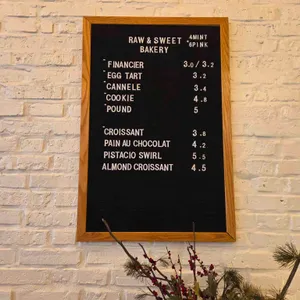 RAW & SWEET
BAKERY
4MINT
6PINK
FINANCIER 3.0 / 3.2
EGG TART 3.2
CANNELE 3.4
COOKIE 4.8
POUND 5
CROISSANT 3.8
PAIN AU CHOCOLAT 4.2
PISTACIO SWIRL 5.5
ALMOND CROISSANT 4.5